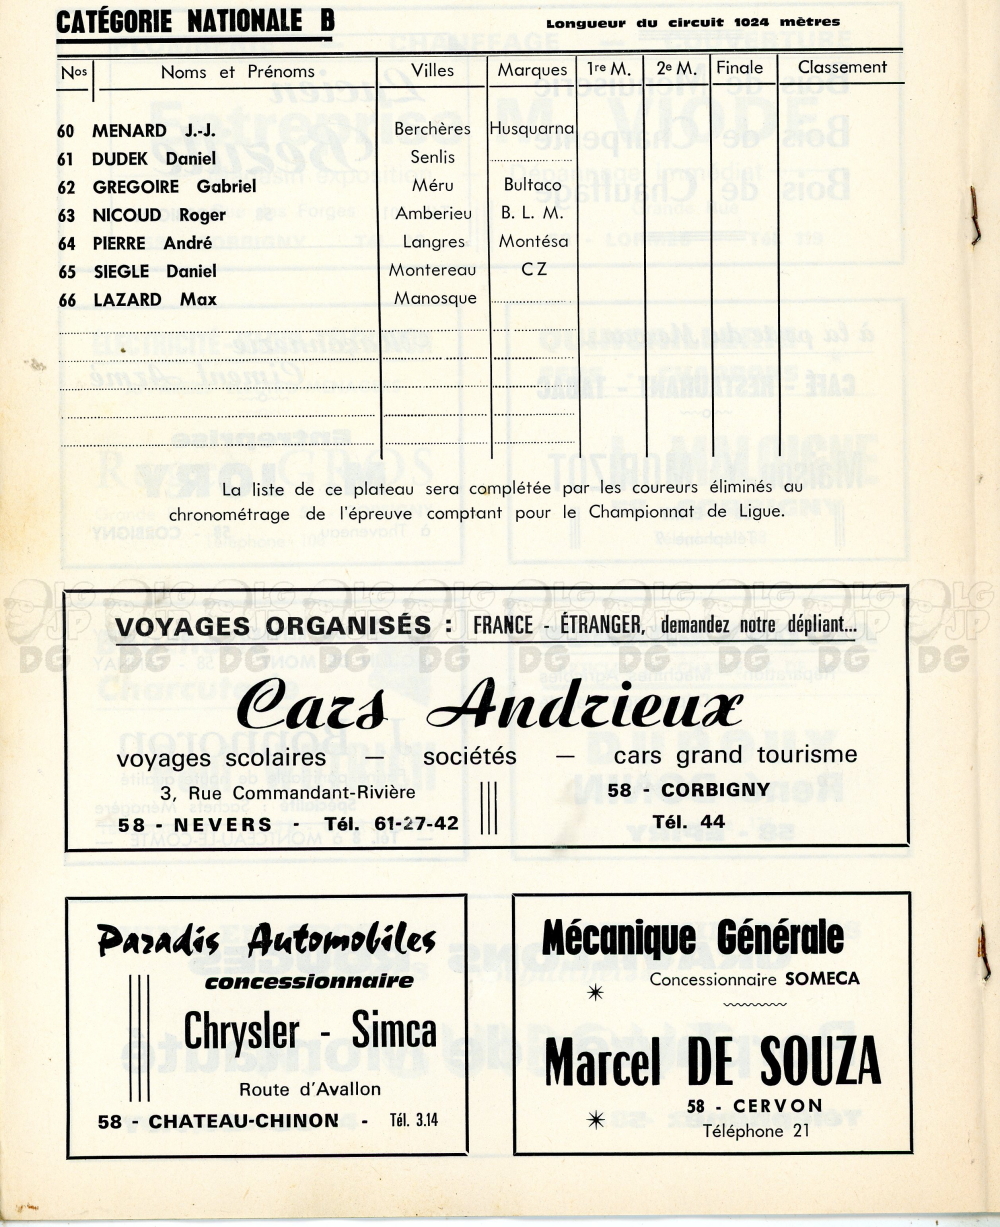 CATÉGORIE NATIONALE B
Longueur du circuit 1024 mètres
Nos Noms et Prénoms Villes Marques 1re M. 2e M. Finale Classement
60 MENARD J.-J. Berchères Husquarna
61 DUDEK Daniel Senlis
62 GREGOIRE Gabriel Méru Bultaco
63 NICOUD Roger Amberieu B. L. M.
64 PIERRE André Langres Montésa
65 SIEGLE Daniel Montereau CZ
66 LAZARD Max Manosque
La liste de ce plateau sera complétée par les coureurs éliminés au
chronométrage de l'épreuve comptant pour le Championnat de Ligue.
VOYAGES ORGANISÉS : FRANCE - ÉTRANGER, demandez notre dépliant...
Cars Andrieux
voyages scolaires — sociétés — cars grand tourisme
3, Rue Commandant-Rivière
58 - NEVERS - Tél. 61-27-42
58 - CORBIGNY
Tél. 44
Paradis Automobiles
concessionnaire
Chrysler - Simca
Route d'Avallon
58 - CHATEAU-CHINON - Tél. 3.14
Mécanique Générale
Concessionnaire SOMECA
Marcel DE SOUZA
58 - CERVON
Téléphone 21